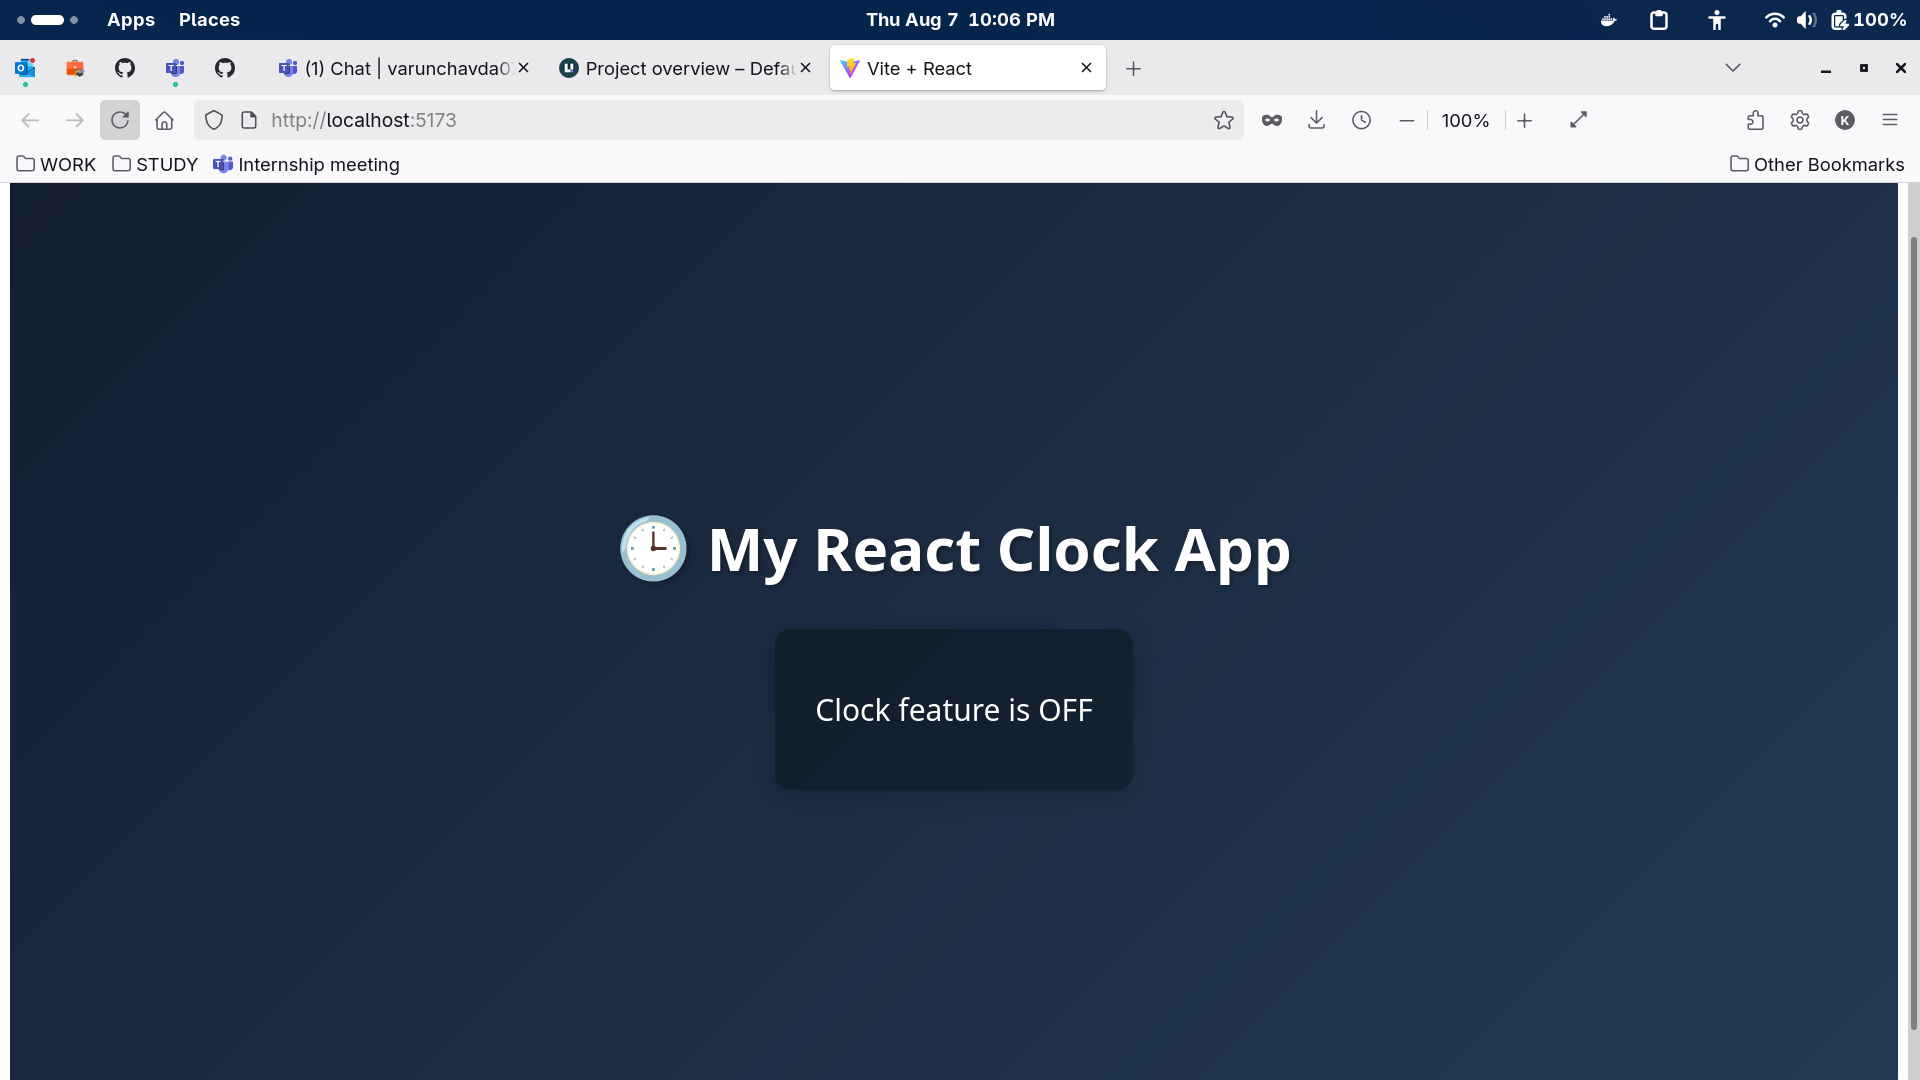 Apps Places Thu Aug 7 10:06 PM 100%
(1) Chat | varunchavda0 Project overview – Defau Vite + React
http://localhost:5173 100% K
WORK STUDY Internship meeting Other Bookmarks
My React Clock App
Clock feature is OFF